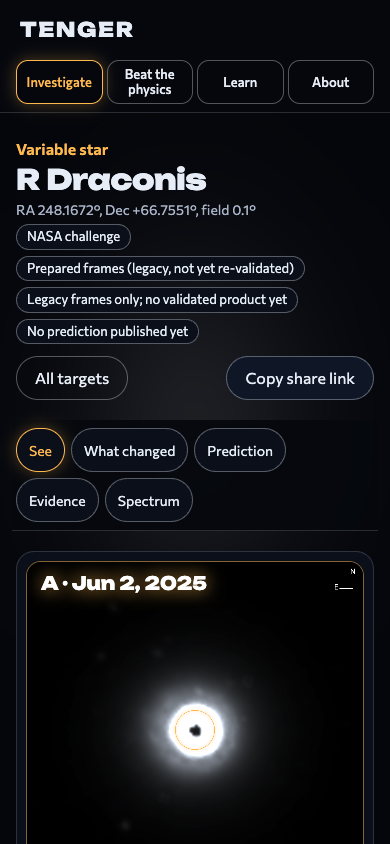 TENGER
Investigate
Beat the
physics
Learn
About
Variable star
R Draconis
RA 248.1672°, Dec +66.7551°, field 0.1°
NASA challenge
Prepared frames (legacy, not yet re-validated)
Legacy frames only; no validated product yet
No prediction published yet
All targets
Copy share link
See
What changed
Prediction
Evidence
Spectrum
A · Jun 2, 2025
N
E